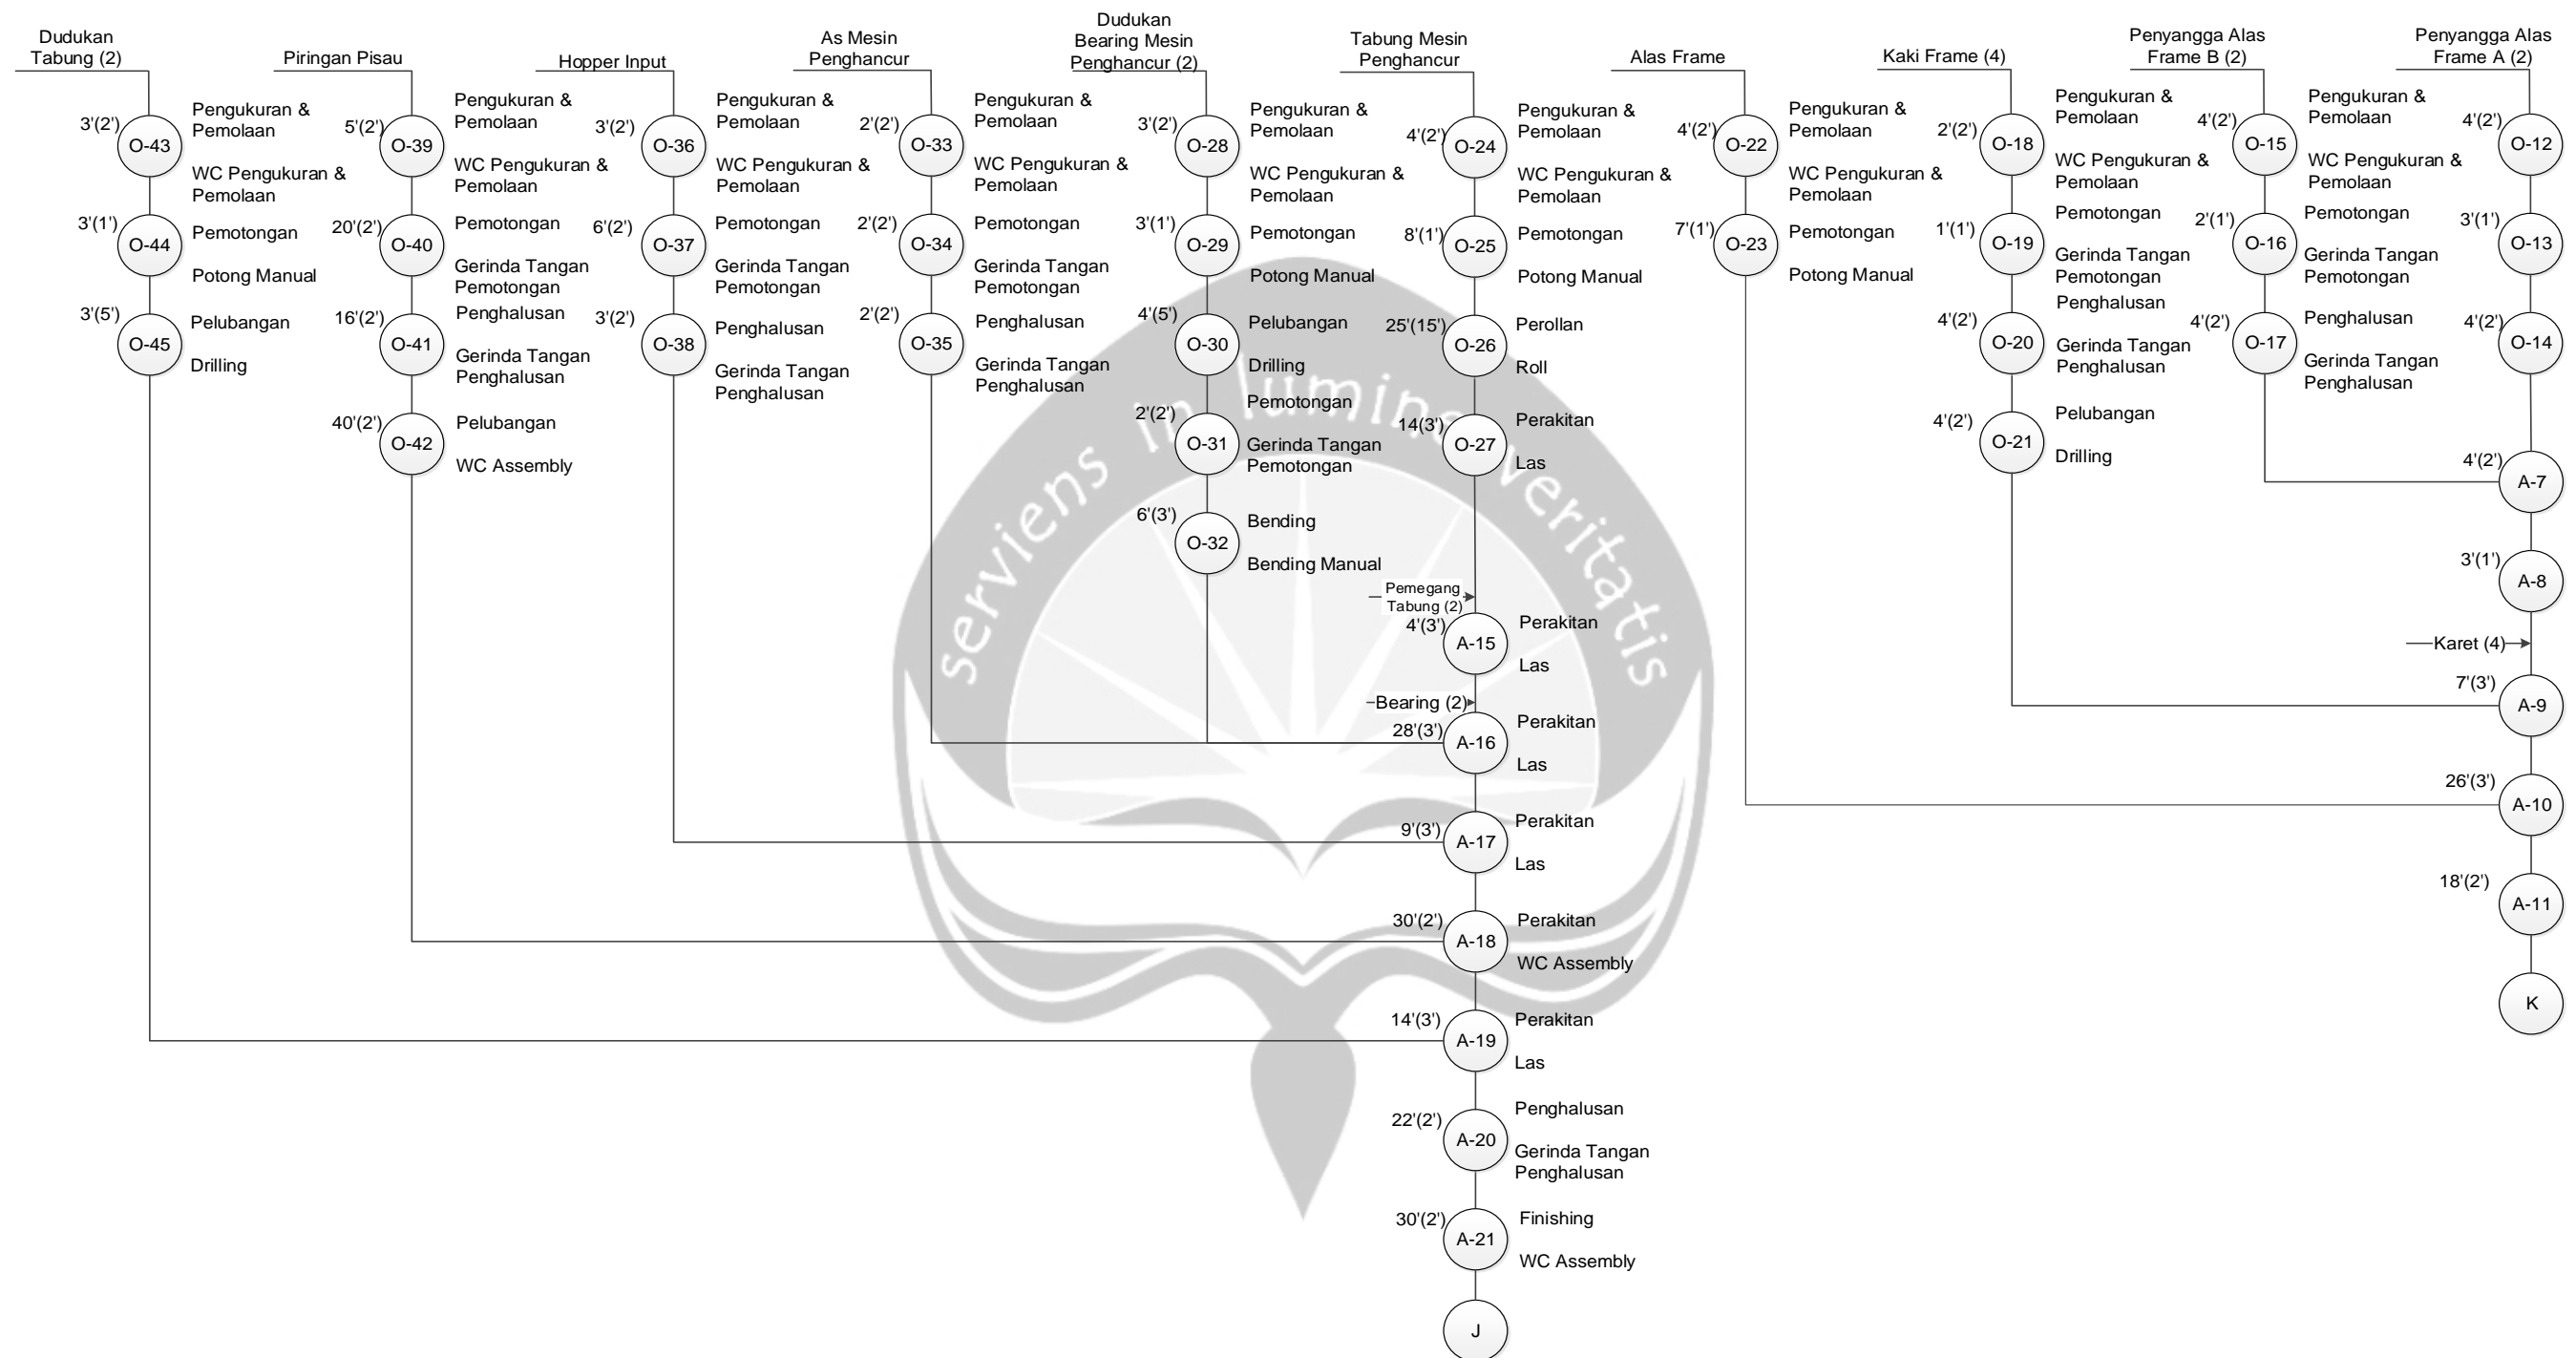 Dudukan
Tabung (2)
3'(2')
O-43
Pengukuran &
Pemolaan
WC Pengukuran &
Pemolaan
3'(1')
O-44
Pemotongan
Potong Manual
3'(5')
O-45
Pelubangan
Drilling
Piringan Pisau
5'(2')
O-39
Pengukuran &
Pemolaan
WC Pengukuran &
Pemolaan
20'(2')
O-40
Pemotongan
Gerinda Tangan
Pemotongan
16'(2')
O-41
Penghalusan
Gerinda Tangan
Penghalusan
40'(2')
O-42
Pelubangan
WC Assembly
Hopper Input
3'(2')
O-36
Pengukuran &
Pemolaan
WC Pengukuran &
Pemolaan
6'(2')
O-37
Pemotongan
Gerinda Tangan
Pemotongan
3'(2')
O-38
Penghalusan
Gerinda Tangan
Penghalusan
As Mesin
Penghancur
2'(2')
O-33
Pengukuran &
Pemolaan
WC Pengukuran &
Pemolaan
2'(2')
O-34
Pemotongan
Gerinda Tangan
Pemotongan
2'(2')
O-35
Penghalusan
Gerinda Tangan
Penghalusan
Dudukan
Bearing Mesin
Penghancur (2)
3'(2')
O-28
Pengukuran &
Pemolaan
WC Pengukuran &
Pemolaan
3'(1')
O-29
Pemotongan
Potong Manual
4'(5')
O-30
Pelubangan
Drilling
2'(2')
O-31
Pemotongan
Gerinda Tangan
Pemotongan
6'(3')
O-32
Bending
Bending Manual
Tabung Mesin
Penghancur
4'(2')
O-24
Pengukuran &
Pemolaan
WC Pengukuran &
Pemolaan
8'(1')
O-25
Pemotongan
Potong Manual
25'(15')
O-26
Perollan
Roll
14(3')
O-27
Perakitan
Las
Pemegang
Tabung (2)
4'(3')
A-15
Perakitan
Las
Bearing (2)
28'(3')
A-16
Perakitan
Las
9'(3')
A-17
Perakitan
Las
30'(2')
A-18
Perakitan
WC Assembly
14'(3')
A-19
Perakitan
Las
22'(2')
A-20
Penghalusan
Gerinda Tangan
Penghalusan
30'(2')
A-21
Finishing
WC Assembly
J
Alas Frame
4'(2')
O-22
Pengukuran &
Pemolaan
WC Pengukuran &
Pemolaan
7'(1')
O-23
Pemotongan
Potong Manual
Kaki Frame (4)
2'(2')
O-18
Pengukuran &
Pemolaan
WC Pengukuran &
Pemolaan
1'(1')
O-19
Pemotongan
Gerinda Tangan
Pemotongan
4'(2')
O-20
Penghalusan
Gerinda Tangan
Penghalusan
4'(2')
O-21
Pelubangan
Drilling
Penyangga Alas
Frame B (2)
4'(2')
O-15
Pengukuran &
Pemolaan
WC Pengukuran &
Pemolaan
2'(1')
O-16
Pemotongan
Gerinda Tangan
Pemotongan
4'(2')
O-17
Penghalusan
Gerinda Tangan
Penghalusan
Penyangga Alas
Frame A (2)
4'(2')
O-12
3'(1')
O-13
4'(2')
O-14
4'(2')
A-7
3'(1')
A-8
Karet (4)
7'(3')
A-9
26'(3')
A-10
18'(2')
A-11
K
serviens in lumine veritatis